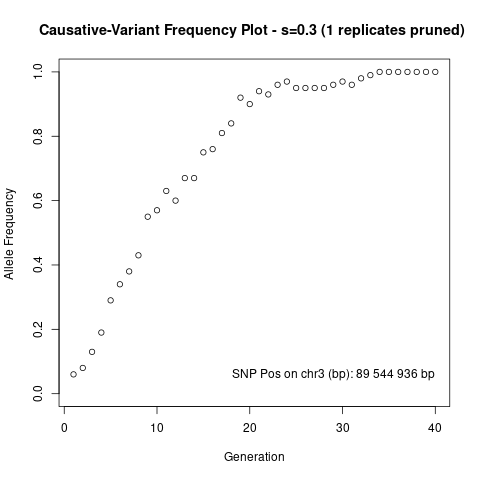 Causative-Variant Frequency Plot - s=0.3 (1 replicates pruned)
Allele Frequency
1.0
0.8
0.6
0.4
0.2
0.0
SNP Pos on chr3 (bp): 89 544 936 bp
0 10 20 30 40
Generation